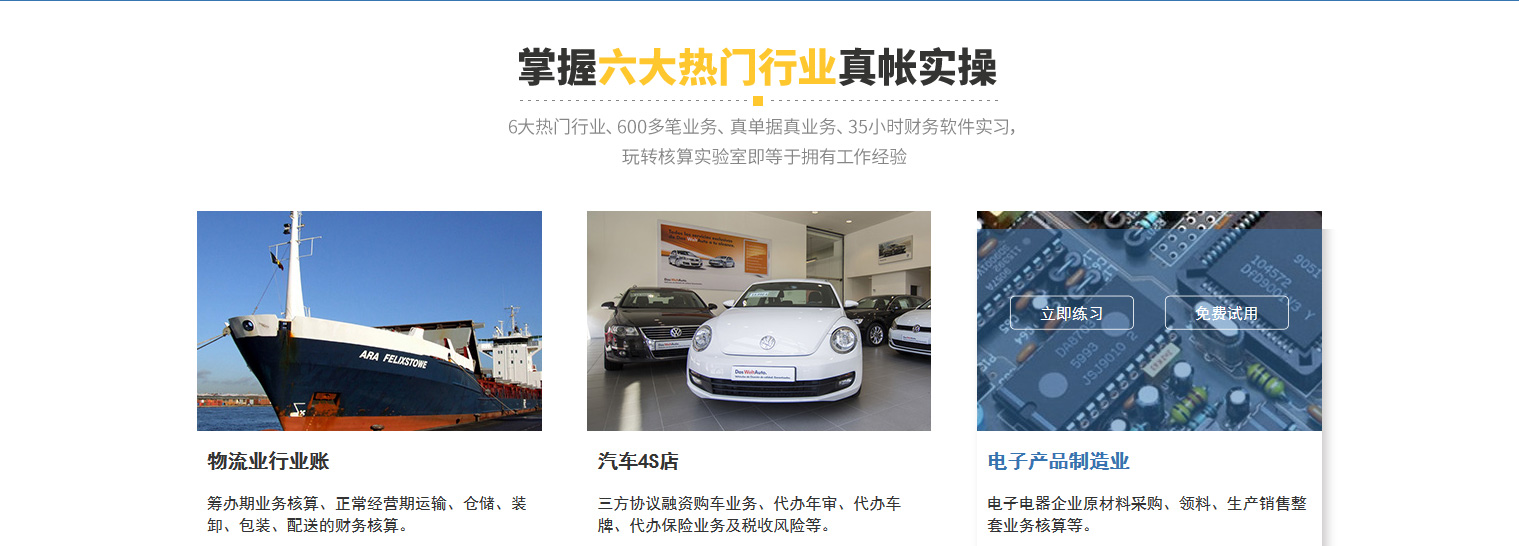 掌握六大热门行业真帐实操
6大热门行业、600多笔业务、真单据真业务、35小时财务软件实习，
玩转核算实验室即等于拥有工作经验
ARA FELIXSTOWE
Das WeltAuto.
Das WeltAuto.
立即练习
免费试用
104572
9051
JSJ9
5993
物流业行业账
汽车4S店
电子产品制造业
筹办期业务核算、正常经营期运输、仓储、装
卸、包装、配送的财务核算。
三方协议融资购车业务、代办年审、代办车
牌、代办保险业务及税收风险等。
电子电器企业原材料采购、领料、生产销售整
套业务核算等。